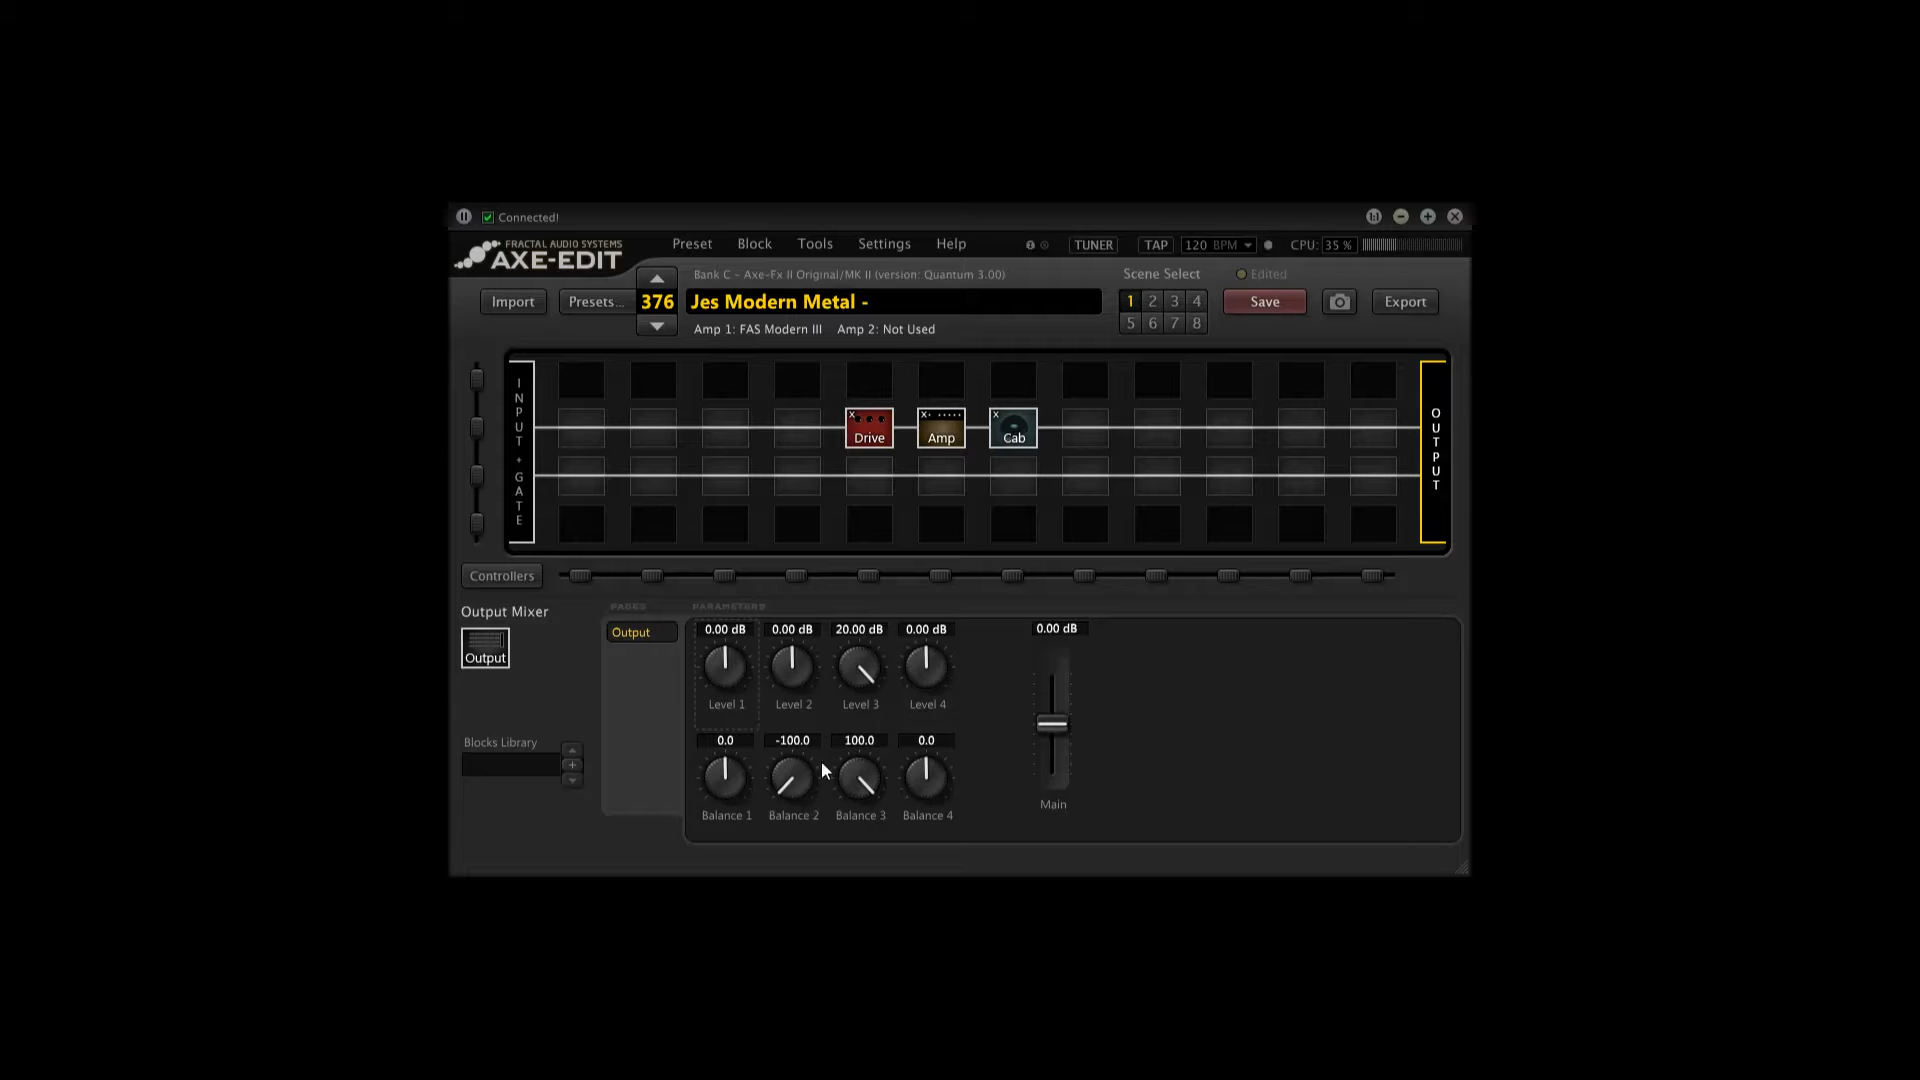 Connected!
FRACTAL AUDIO SYSTEMS
AXE-EDIT
Preset Block Tools Settings Help
TUNER TAP 120 BPM CPU: 35 %
Bank C - Axe-Fx II Original/MK II (version: Quantum 3.00)
Scene Select Edited
Import Presets... 376 Jes Modern Metal -
1 2 3 4 Save Export
5 6 7 8
Amp 1: FAS Modern III Amp 2: Not Used
INPUT + GATE
X Drive X Amp X Cab
OUTPUT
Controllers
Output Mixer
Output
Blocks Library
PAGES PARAMETERS
Output
0.00 dB 0.00 dB 20.00 dB 0.00 dB 0.00 dB
Level 1 Level 2 Level 3 Level 4
0.0 -100.0 100.0 0.0
Balance 1 Balance 2 Balance 3 Balance 4
Main